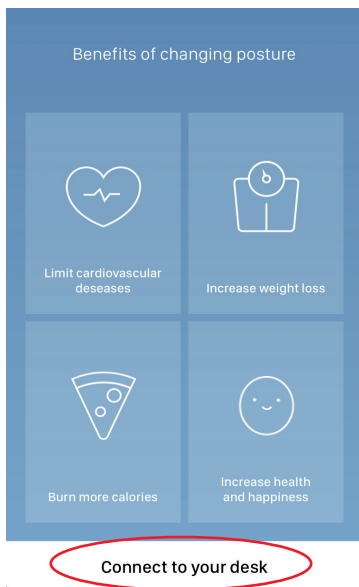 Benefits of changing posture
Limit cardiovascular
deseases
Increase weight loss
Burn more calories
Increase health
and happiness
Connect to your desk